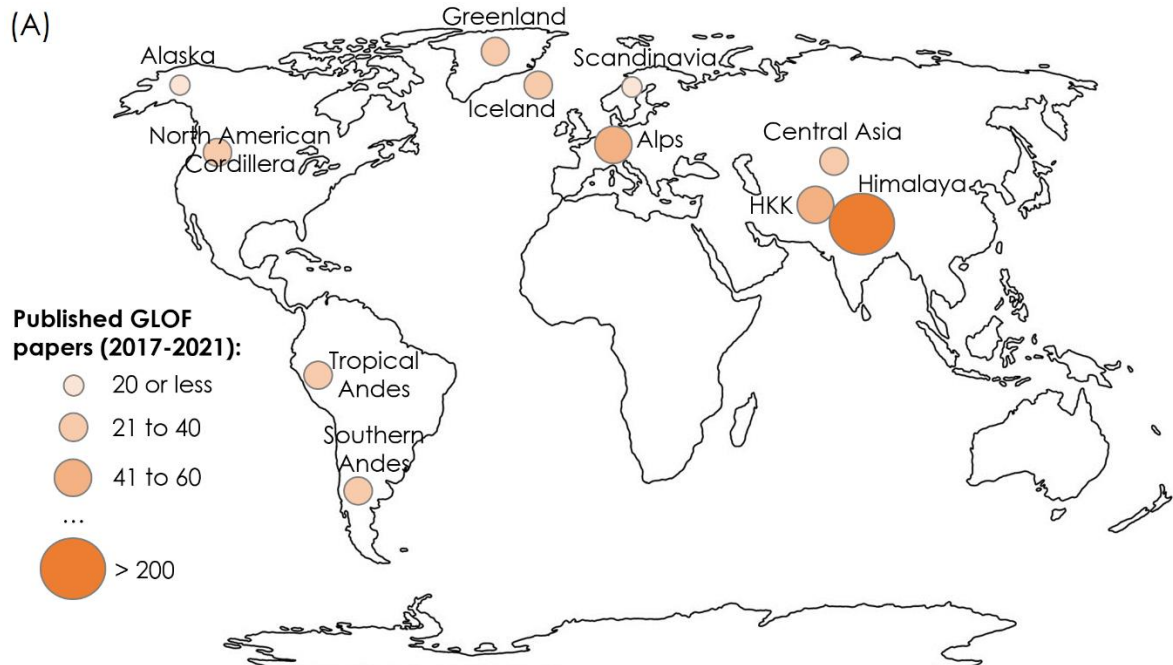 (A)
Greenland
Alaska
Scandinavia
Iceland
North American
Cordillera
Alps
Central Asia
Himalaya
HKK
Published GLOF
papers (2017-2021):
20 or less
21 to 40
41 to 60
...
> 200
Tropical
Andes
Southern
Andes